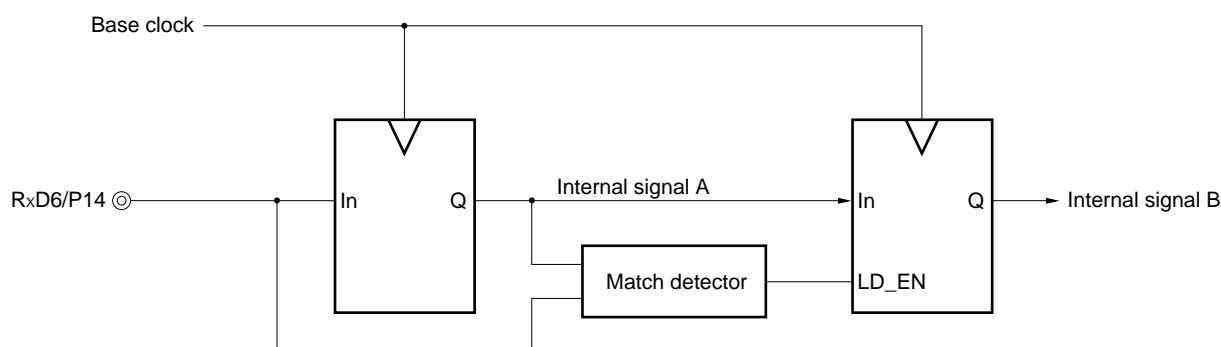 Base clock
RxD6/P14
In
Q
Internal signal A
In
Q
Internal signal B
Match detector
LD_EN